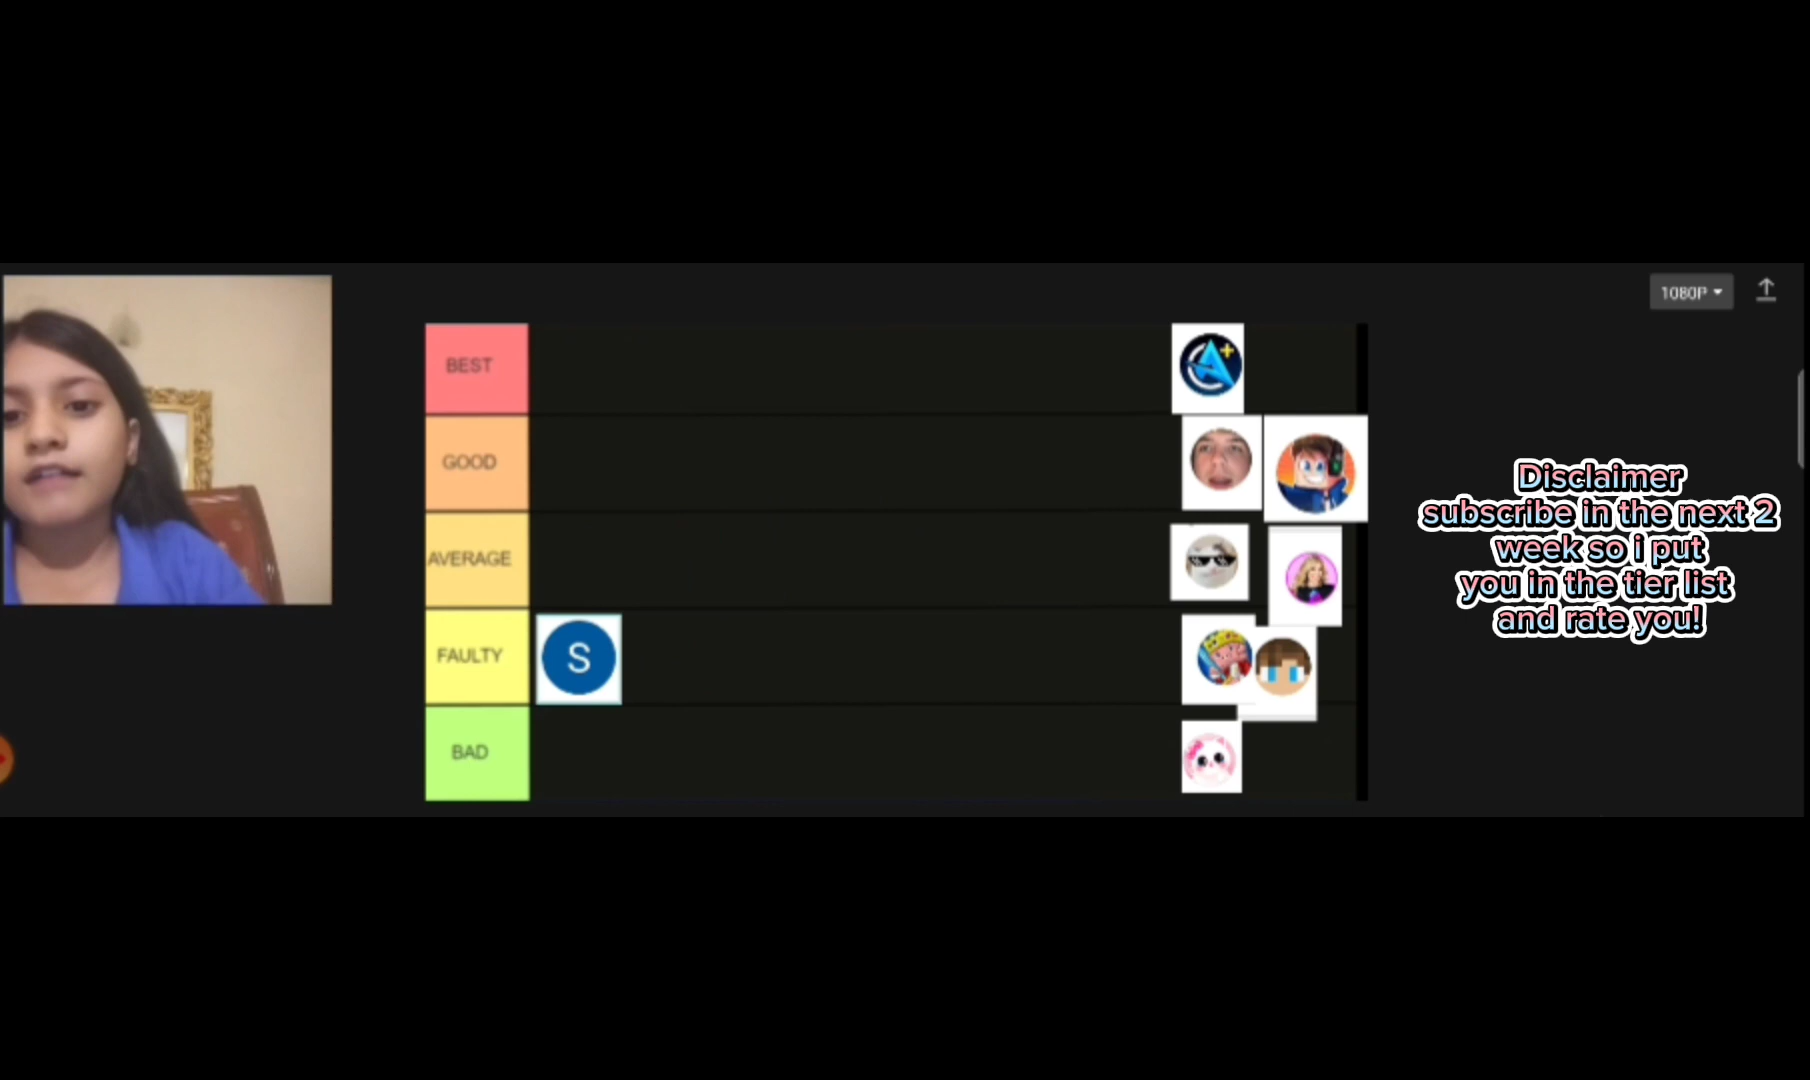 1080P
BEST
GOOD
AVERAGE
FAULTY
S
BAD
Disclaimer
subscribe in the next 2
week so i put
you in the tier list
and rate you!